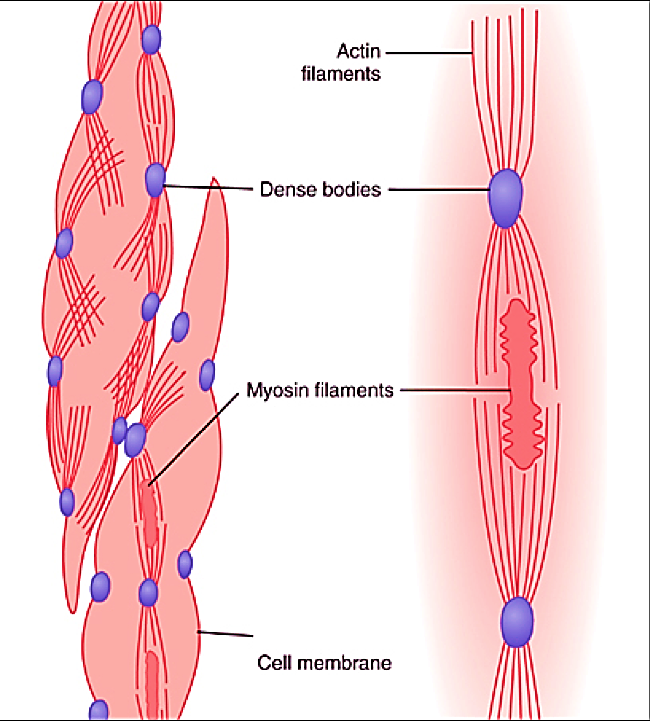 Actin
filaments
Dense bodies
Myosin filaments
Cell membrane